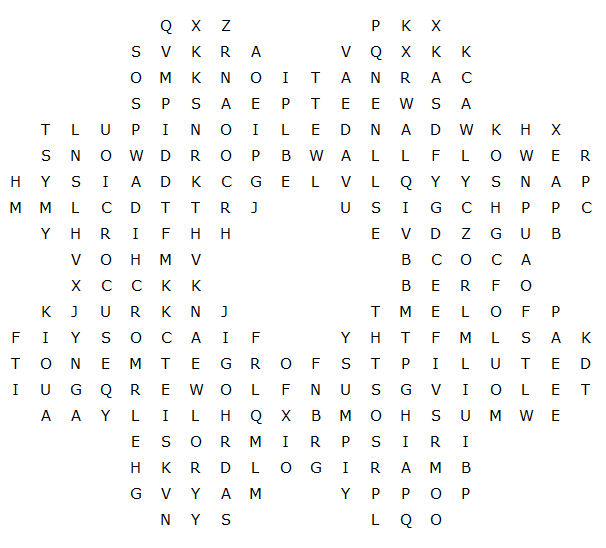 Q X Z P K X
S V K R A V Q X K K
O M K N O I T A N R A C
S P S A E P T E E W S A
T L U P I N O I L E D N A D W K H X
S N O W D R O P B W A L L F L O W E R
H Y S I A D K C G E L V L Q Y Y S N A P
M M L C D T T R J U S I G C H P P C
Y H R I F H H E V D Z G U B
V O H M V B C O C A
X C C K K B E R F O
K J U R K N J T M E L O F P
F I Y S O C A I F Y H T F M L S A K
T O N E M T E G R O F S T P I L U T E D
I U G Q R E W O L F N U S G V I O L E T
A A Y L I L H Q X B M O H S U M W E
E S O R M I R P S I R I
H K R D L O G I R A M B
G V Y A M Y P P O P
N Y S L Q O